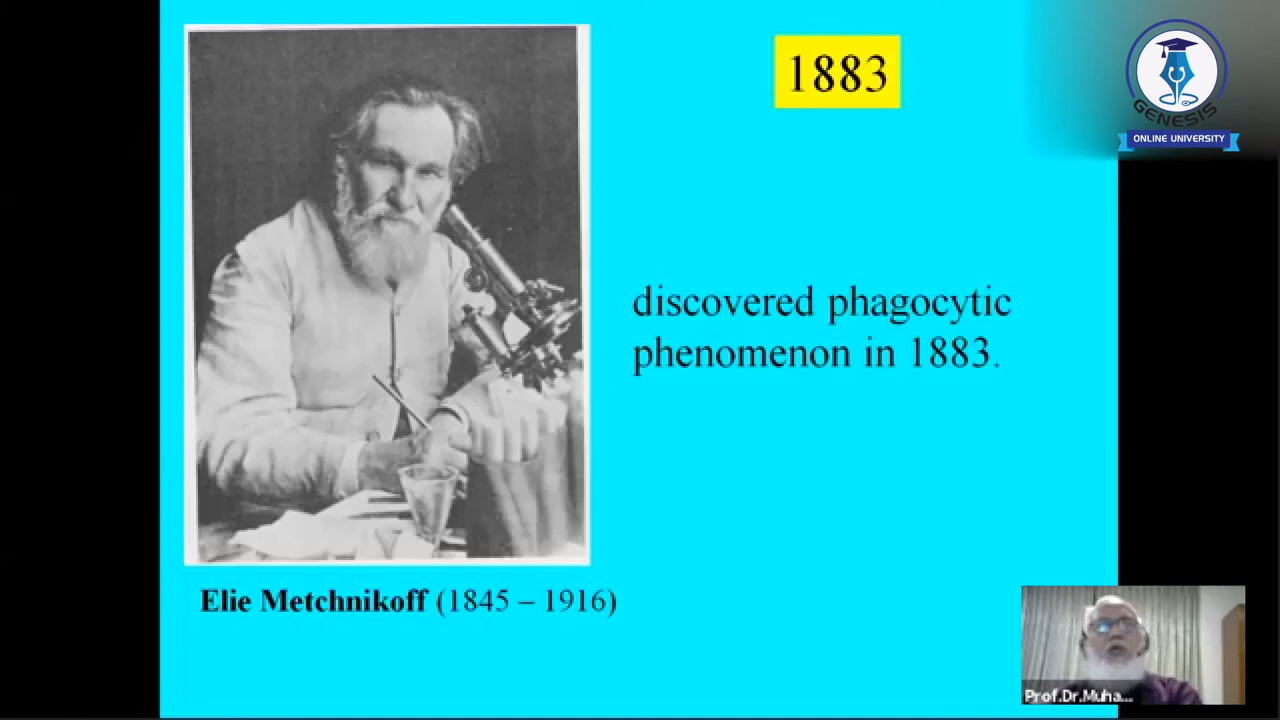 1883
GENESIS
ONLINE UNIVERSITY
discovered phagocytic
phenomenon in 1883.
Elie Metchnikoff (1845 – 1916)
Prof.Dr.Muha...